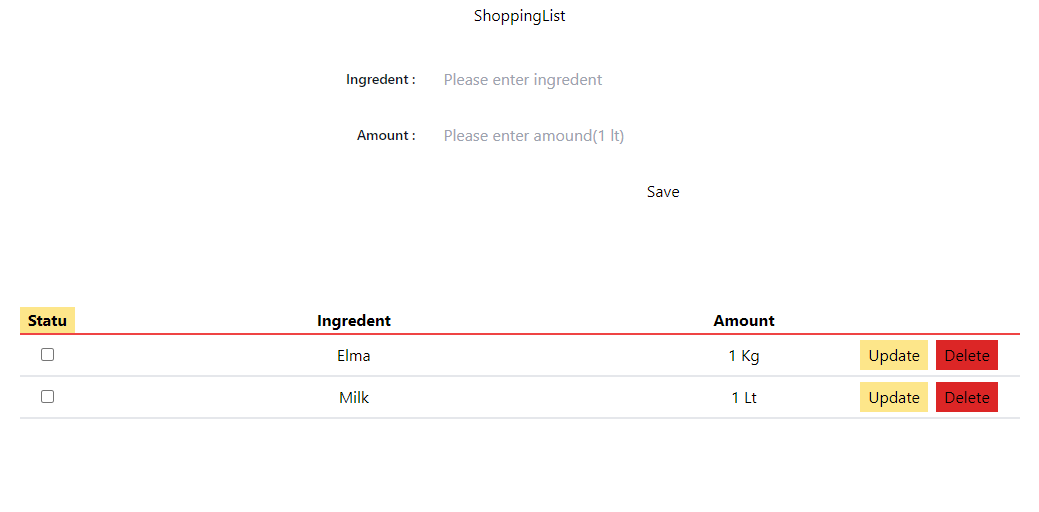 ShoppingList
Ingredent : Please enter ingredent
Amount : Please enter amound(1 lt)
Save
Statu Ingredent Amount
Elma 1 Kg Update Delete
Milk 1 Lt Update Delete